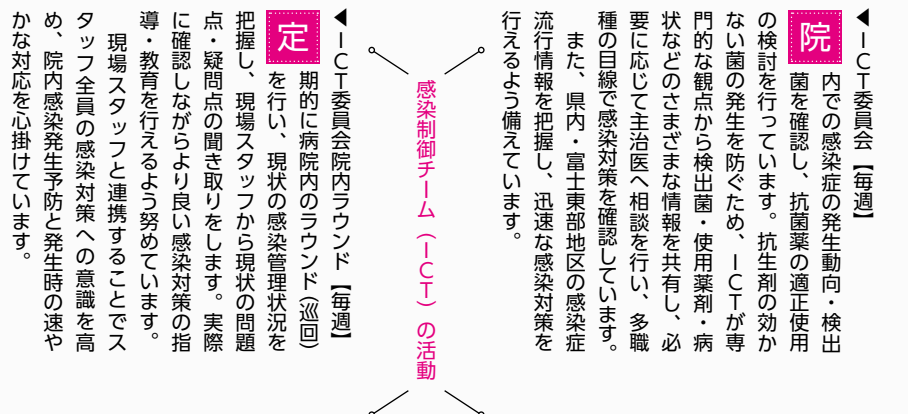 ◀ICT委員会【毎週】
院内での感染症の発生動向・検出
菌を確認し、抗菌薬の適正使用
の検討を行っています。抗生剤の効か
ない菌の発生を防ぐため、ICTが専
門的な観点から検出菌・使用薬剤・病
状などのさまざまな情報を共有し、必
要に応じて主治医へ相談を行い、多職
種の目線で感染対策を確認しています。
また、県内・富士東部地区の感染症
流行情報を把握し、迅速な感染対策を
行えるよう備えています。
感染制御チーム(ICT)の活動
◀ICT委員会院内ラウンド【毎週】
定期的に病院内のラウンド(巡回)
を行い、現状の感染管理状況を
把握し、現場スタッフから現状の問題
点・疑問点の聞き取りをします。実際
に確認しながらより良い感染対策の指
導・教育を行えるよう努めています。
現場スタッフと連携することでス
タッフ全員の感染対策への意識を高
め、院内感染発生予防と発生時の速や
かな対応を心掛けています。